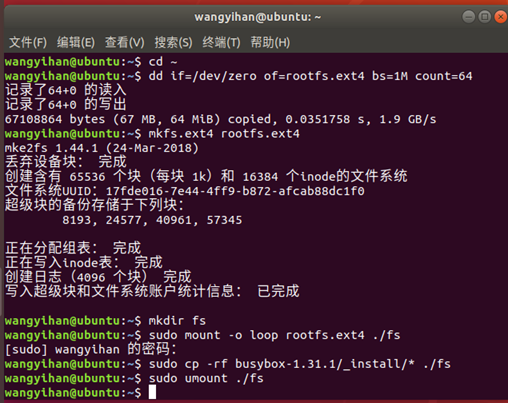 wangyihan@ubuntu: ~
文件(F) 编辑(E) 查看(V) 搜索(S) 终端(T) 帮助(H)
wangyihan@ubuntu:~$ cd ~
wangyihan@ubuntu:~$ dd if=/dev/zero of=rootfs.ext4 bs=1M count=64
记录了64+0 的读入
记录了64+0 的写出
67108864 bytes (67 MB, 64 MiB) copied, 0.0351758 s, 1.9 GB/s
wangyihan@ubuntu:~$ mkfs.ext4 rootfs.ext4
mke2fs 1.44.1 (24-Mar-2018)
丢弃设备块： 完成
创建含有 65536 个块（每块 1k）和 16384 个inode的文件系统
文件系统UUID：17fde016-7e44-4ff9-b872-afcab88dc1f0
超级块的备份存储于下列块：
8193, 24577, 40961, 57345
正在分配组表： 完成
正在写入inode表： 完成
创建日志（4096 个块） 完成
写入超级块和文件系统账户统计信息： 已完成
wangyihan@ubuntu:~$ mkdir fs
wangyihan@ubuntu:~$ sudo mount -o loop rootfs.ext4 ./fs
[sudo] wangyihan 的密码：
wangyihan@ubuntu:~$ sudo cp -rf busybox-1.31.1/_install/* ./fs
wangyihan@ubuntu:~$ sudo umount ./fs
wangyihan@ubuntu:~$